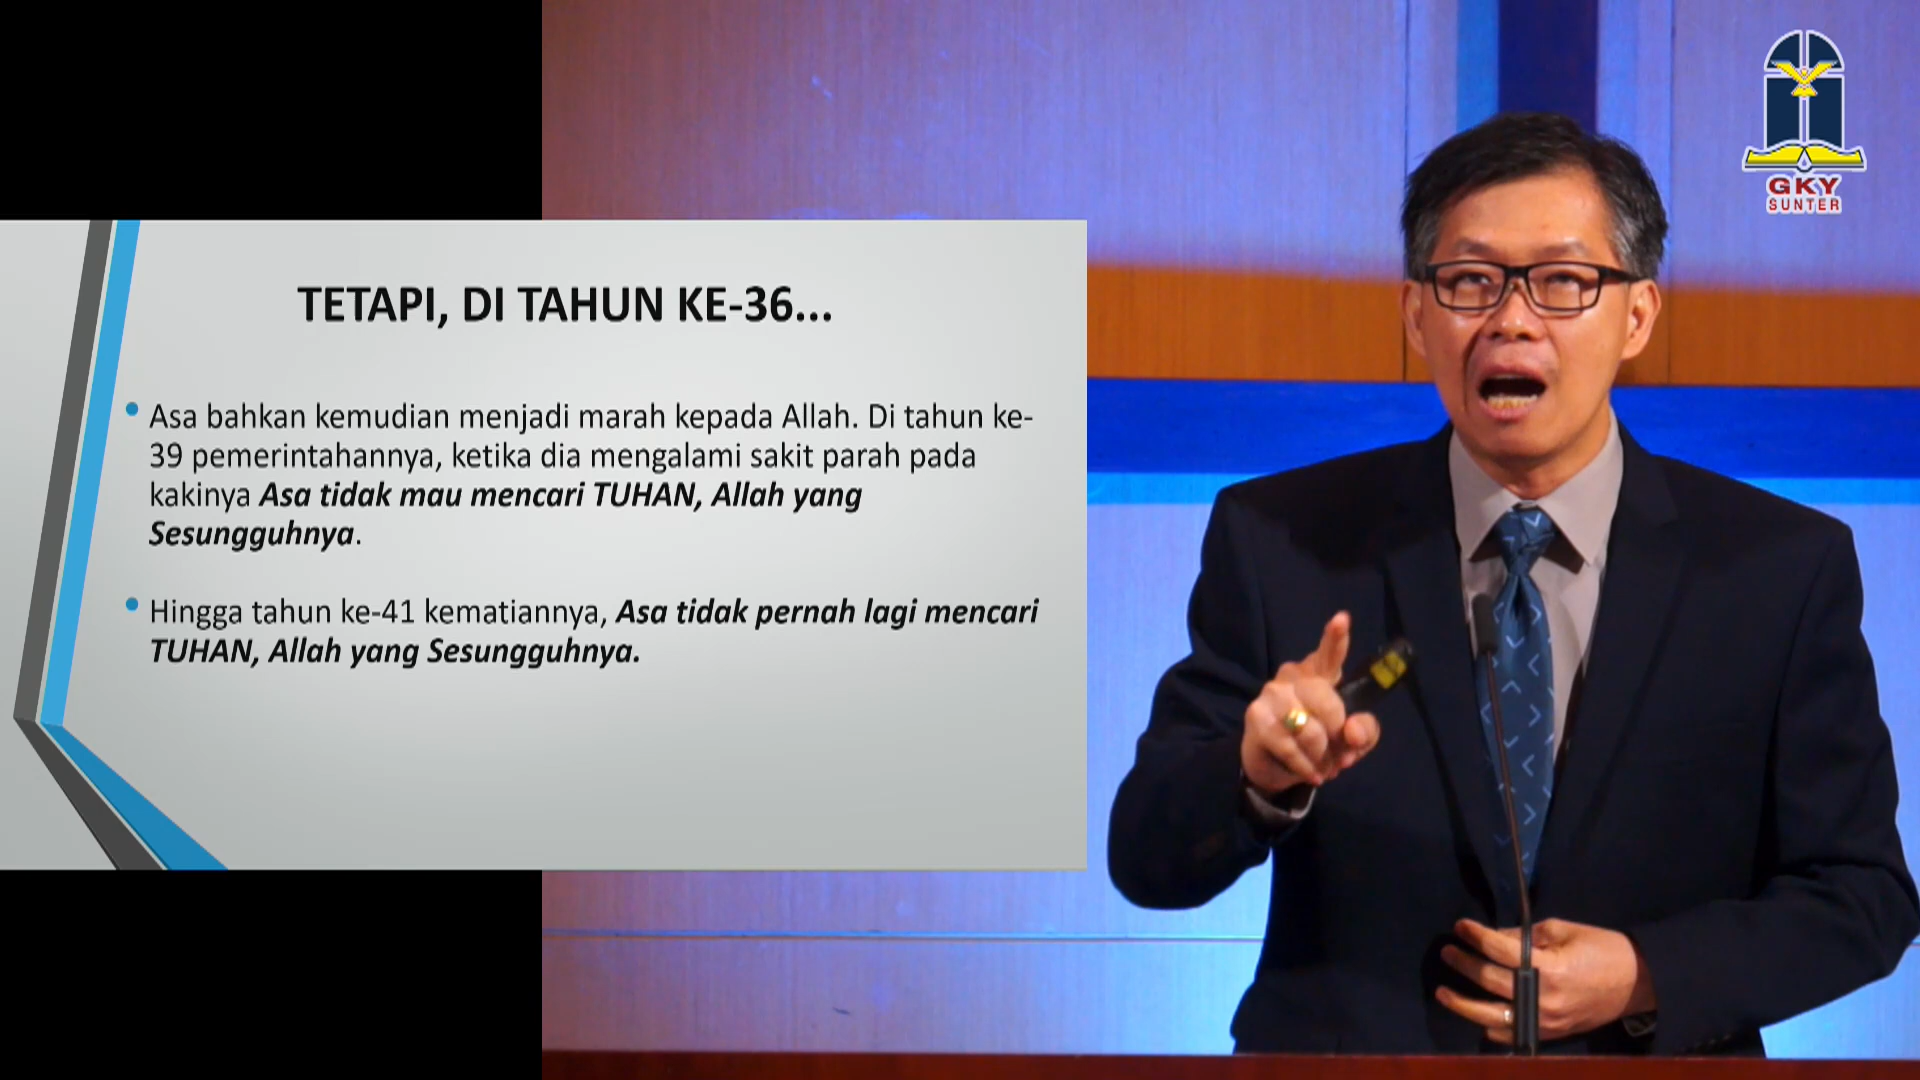 TETAPI, DI TAHUN KE-36...
Asa bahkan kemudian menjadi marah kepada Allah. Di tahun ke-
39 pemerintahannya, ketika dia mengalami sakit parah pada
kakinya Asa tidak mau mencari TUHAN, Allah yang
Sesungguhnya.
Hingga tahun ke-41 kematiannya, Asa tidak pernah lagi mencari
TUHAN, Allah yang Sesungguhnya.
GKY
SUNTER